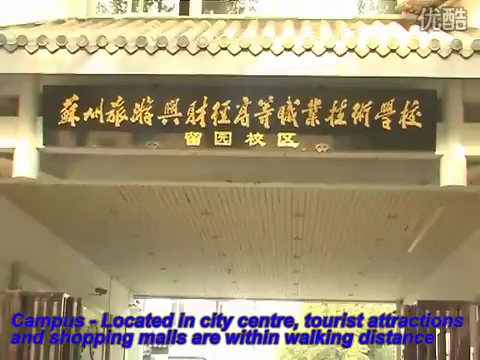 优酷
蘇州旅游與財经高等職業技術學校
留园校区
Campus - Located in city centre, tourist attractions
and shopping malls are within walking distance